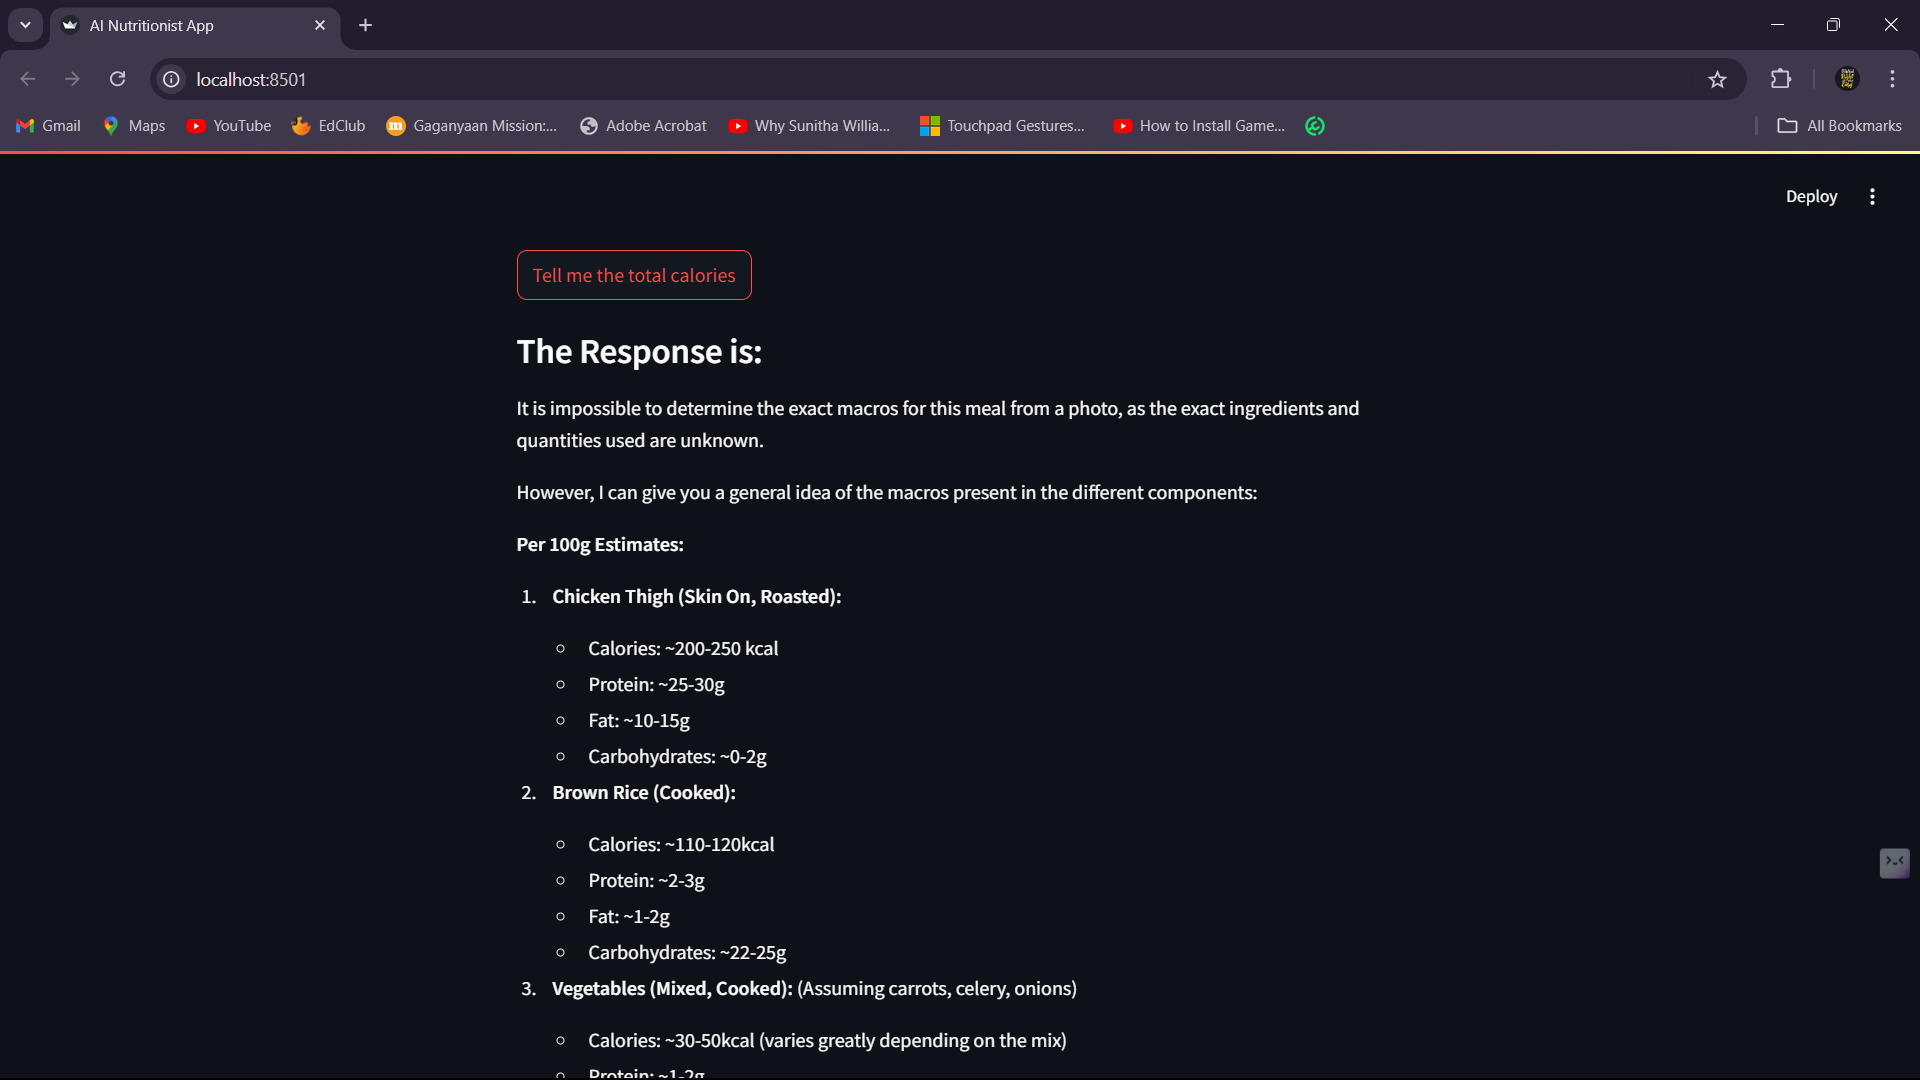 AI Nutritionist App
localhost:8501
Gmail Maps YouTube EdClub Gaganyaan Mission:... Adobe Acrobat Why Sunitha Willia... Touchpad Gestures... How to Install Game... All Bookmarks
Deploy
Tell me the total calories
The Response is:
It is impossible to determine the exact macros for this meal from a photo, as the exact ingredients and
quantities used are unknown.
However, I can give you a general idea of the macros present in the different components:
Per 100g Estimates:
1. Chicken Thigh (Skin On, Roasted):
Calories: ~200-250 kcal
Protein: ~25-30g
Fat: ~10-15g
Carbohydrates: ~0-2g
2. Brown Rice (Cooked):
Calories: ~110-120kcal
Protein: ~2-3g
Fat: ~1-2g
Carbohydrates: ~22-25g
3. Vegetables (Mixed, Cooked): (Assuming carrots, celery, onions)
Calories: ~30-50kcal (varies greatly depending on the mix)
Protein: ~1-2g